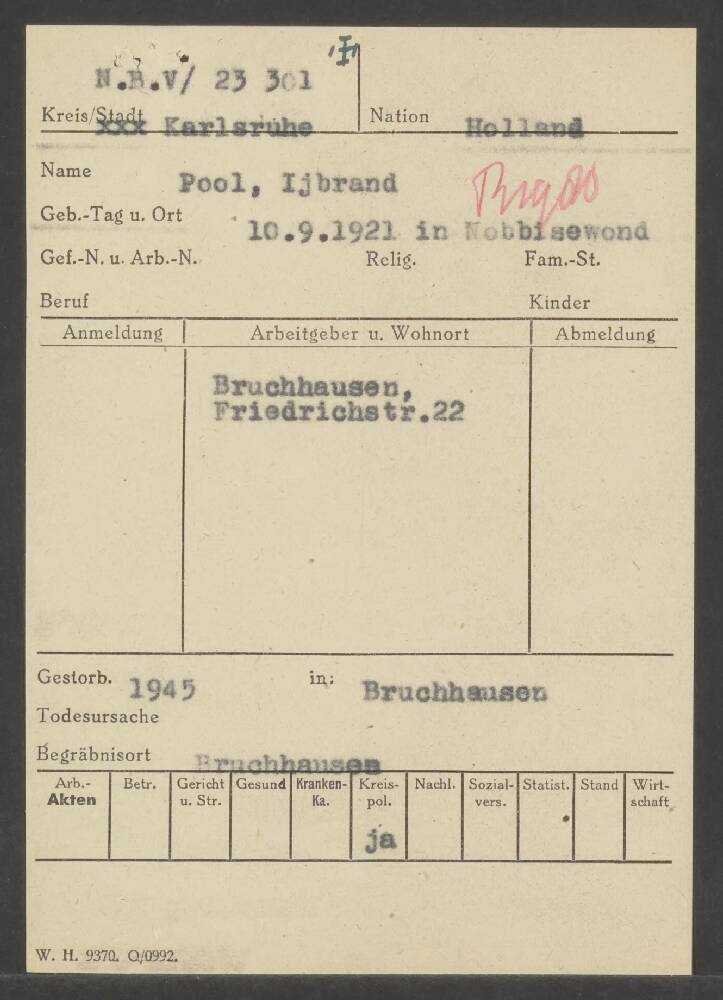 "I"
N.B.V/ 23 301
Kreis/Stadt xxx Karlsruhe Nation Holland
Name Pool, Ijbrand
Geb.-Tag u. Ort 10.9.1921 in Nobbisewond
Gef.-N. u. Arb.-N. Relig. Fam.-St.
Beruf Kinder
Anmeldung Arbeitgeber u. Wohnort Abmeldung
Bruchhausen,
Friedrichstr.22
Gestorb. 1945 in: Bruchhausen
Todesursache
Begräbnisort Bruchhausen
Arb.- Betr. Gericht Gesund Kranken- Kreis- Nachl. Sozial- Statist. Stand Wirt-
Akten u. Str. Ka. pol. vers. schaft
ja
W. H. 9370. Q/0992.